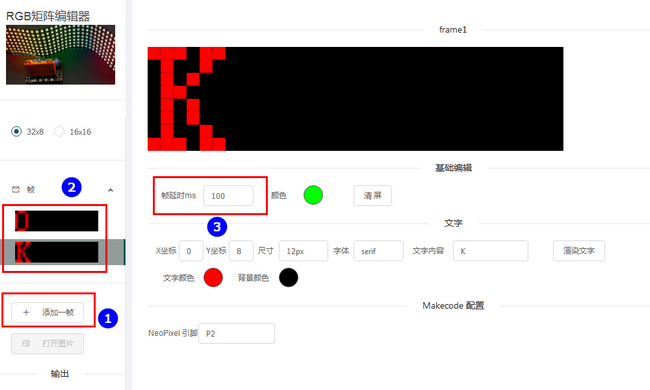 RGB矩阵编辑器
32x8 16x16
② 帧
O
K
+ 添加一帧
①
打开图片
输出
frame1
K
基础编辑
帧延时ms 100 颜色 清屏
③
文字
X坐标 0 Y坐标 8 尺寸 12px 字体 serif 文字内容 K 渲染文字
文字颜色 背景颜色
Makecode 配置
NeoPixel 引脚 P2